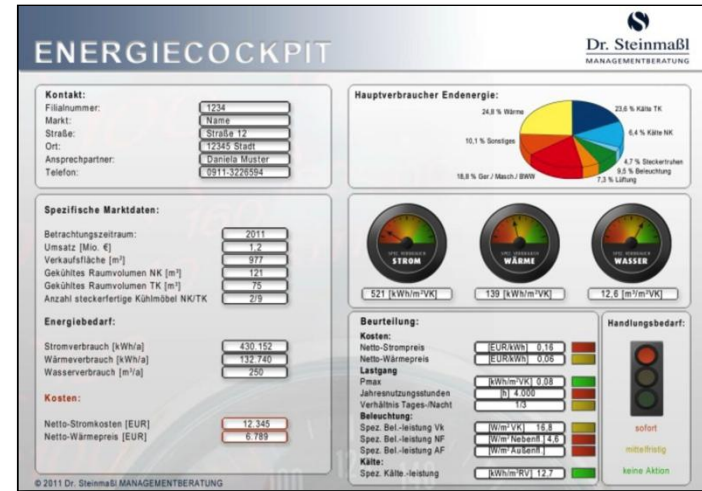 ENERGIECOCKPIT
Dr. Steinmaßl
MANAGEMENTBERATUNG
Kontakt:
Filialnummer: 1234
Markt: Name
Straße: Straße 12
Ort: 12345 Stadt
Ansprechpartner: Daniela Muster
Telefon: 0911-3226594
Hauptverbraucher Endenergie:
24,8 % Wärme
23,6 % Kälte TK
6,4 % Kälte NK
10,1 % Sonstiges
4,7 % Steckertruhen
9,5 % Beleuchtung
18,8 % Ger./ Masch./ BWW
7,3 % Lüftung
Spezifische Marktdaten:
Betrachtungszeitraum: 2011
Umsatz [Mio. €] 1,2
Verkaufsfläche [m²] 977
Gekühltes Raumvolumen NK [m³] 121
Gekühltes Raumvolumen TK [m³] 75
Anzahl steckerfertige Kühlmöbel NK/TK 2/9
SPEZ. VERBRAUCH SPEZ. VERBRAUCH SPEZ. VERBRAUCH
STROM WÄRME WASSER
521 [kWh/m²VK] 139 [kWh/m²VK] 12,6 [m³/m²VK]
Energiebedarf:
Stromverbrauch [kWh/a] 430.152
Wärmeverbrauch [kWh/a] 132.740
Wasserverbrauch [m³/a] 250
Kosten:
Netto-Stromkosten [EUR] 12.345
Netto-Wärmepreis [EUR] 6.789
Beurteilung:
Kosten:
Netto-Strompreis [EUR/kWh] 0,16
Netto-Wärmepreis [EUR/kWh] 0,06
Lastgang
Pmax [kWh/m²VK] 0,08
Jahresnutzungsstunden [h] 4.000
Verhältnis Tages-/Nacht 1/3
Beleuchtung:
Spez. Bel.-leistung Vk [W/m²VK] 16,8
Spez. Bel.-leistung NF [W/m² Nebenfl.] 4,6
Spez. Bel.-leistung AF [W/m² Außenfl.]
Kälte:
Spez. Kälte.-leistung [kWh/m³RV] 12,7
Handlungsbedarf:
sofort
mittelfristig
keine Aktion
© 2011 Dr. Steinmaßl MANAGEMENTBERATUNG